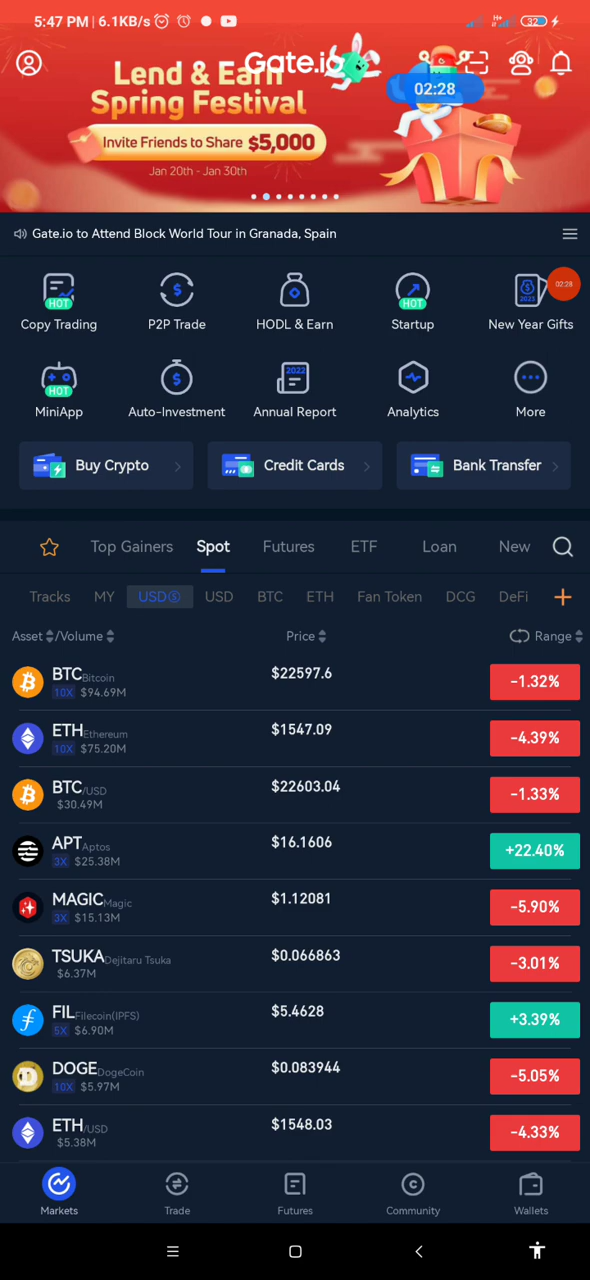 5:47 PM | 6.1KB/s
H+
32
Gate.io
Lend & Earn
Spring Festival
02:28
Invite Friends to Share $5,000
Jan 20th - Jan 30th
Gate.io to Attend Block World Tour in Granada, Spain
HOT
HOT
2023
02:28
Copy Trading P2P Trade HODL & Earn Startup New Year Gifts
HOT
2022
MiniApp Auto-Investment Annual Report Analytics More
Buy Crypto Credit Cards Bank Transfer
Top Gainers Spot Futures ETF Loan New
Tracks MY USDⓈ USD BTC ETH Fan Token DCG DeFi
Asset /Volume Price Range
BTC Bitcoin $22597.6 -1.32%
10X $94.69M
ETH Ethereum $1547.09 -4.39%
10X $75.20M
BTC/USD $22603.04 -1.33%
$30.49M
APT Aptos $16.1606 +22.40%
3X $25.38M
MAGIC Magic $1.12081 -5.90%
3X $15.13M
TSUKA Dejitaru Tsuka $0.066863 -3.01%
$6.37M
FIL Filecoin(IPFS) $5.4628 +3.39%
5X $6.90M
DOGE DogeCoin $0.083944 -5.05%
10X $5.97M
ETH/USD $1548.03 -4.33%
$5.38M
Markets Trade Futures Community Wallets